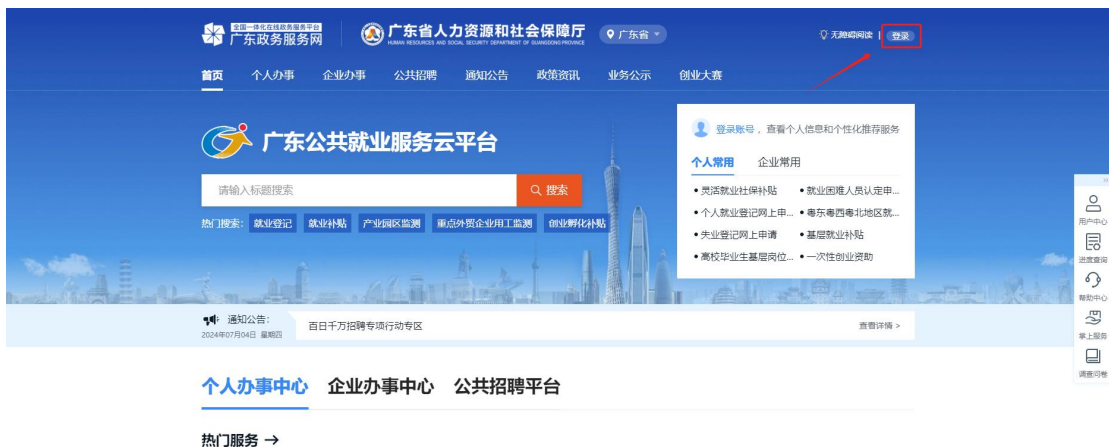 全国一体化在线政务服务平台
广东政务服务网
广东省人力资源和社会保障厅
HUMAN RESOURCES AND SOCIAL SECURITY DEPARTMENT OF GUANGDONG PROVINCE
广东省
无障碍阅读 | 登录
首页 个人办事 企业办事 公共招聘 通知公告 政策资讯 业务公示 创业大赛
广东公共就业服务云平台
请输入标题搜索 搜索
热门搜索: 就业登记 就业补贴 产业园区监测 重点外贸企业用工监测 创业孵化补贴
登录账号，查看个人信息和个性化推荐服务
个人常用 企业常用
• 灵活就业社保补贴 • 就业困难人员认定申...
• 个人就业登记网上申... • 粤东粤西粤北地区就...
• 失业登记网上申请 • 基层就业补贴
• 高校毕业生基层岗位... • 一次性创业资助
»
用户中心
进度查询
帮助中心
掌上服务
调查问卷
通知公告:
2024年07月04日 星期四
百日千万招聘专项行动专区
查看详情 >
个人办事中心 企业办事中心 公共招聘平台
热门服务 →